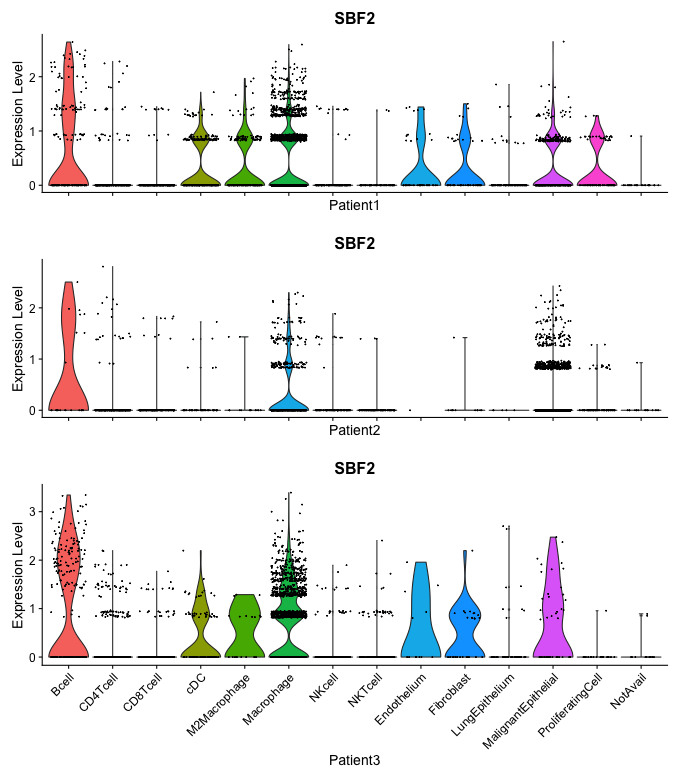 SBF2
Expression Level
2
1
0
Patient1
SBF2
Expression Level
2
1
0
Patient2
SBF2
Expression Level
3
2
1
0
Bcell
CD4Tcell
CD8Tcell
cDC
M2Macrophage
Macrophage
NKcell
NKTcell
Endothelium
Fibroblast
LungEpithelium
MalignantEpithelial
ProliferatingCell
NotAvail
Patient3